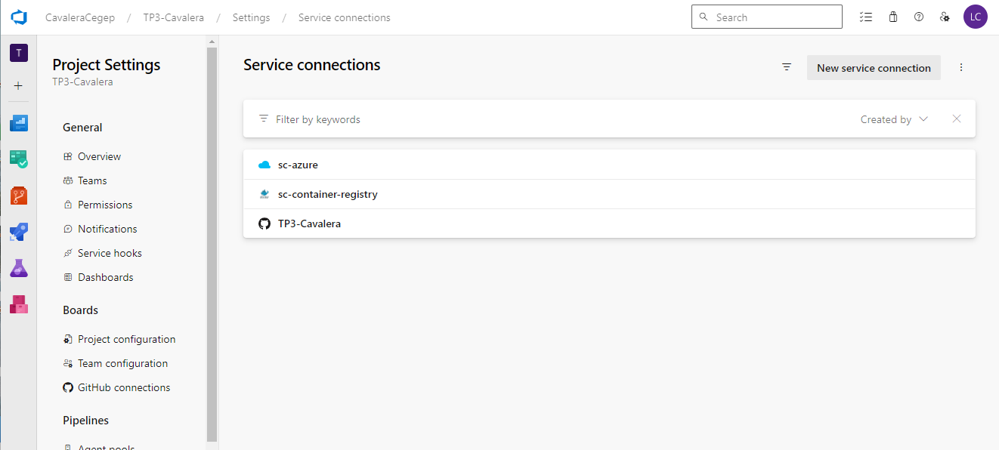 CavaleraCegep / TP3-Cavalera / Settings / Service connections
Search
LC
T
Project Settings
TP3-Cavalera
General
Overview
Teams
Permissions
Notifications
Service hooks
Dashboards
Boards
Project configuration
Team configuration
GitHub connections
Pipelines
Agent pools
Service connections
New service connection
Filter by keywords
Created by
sc-azure
sc-container-registry
TP3-Cavalera